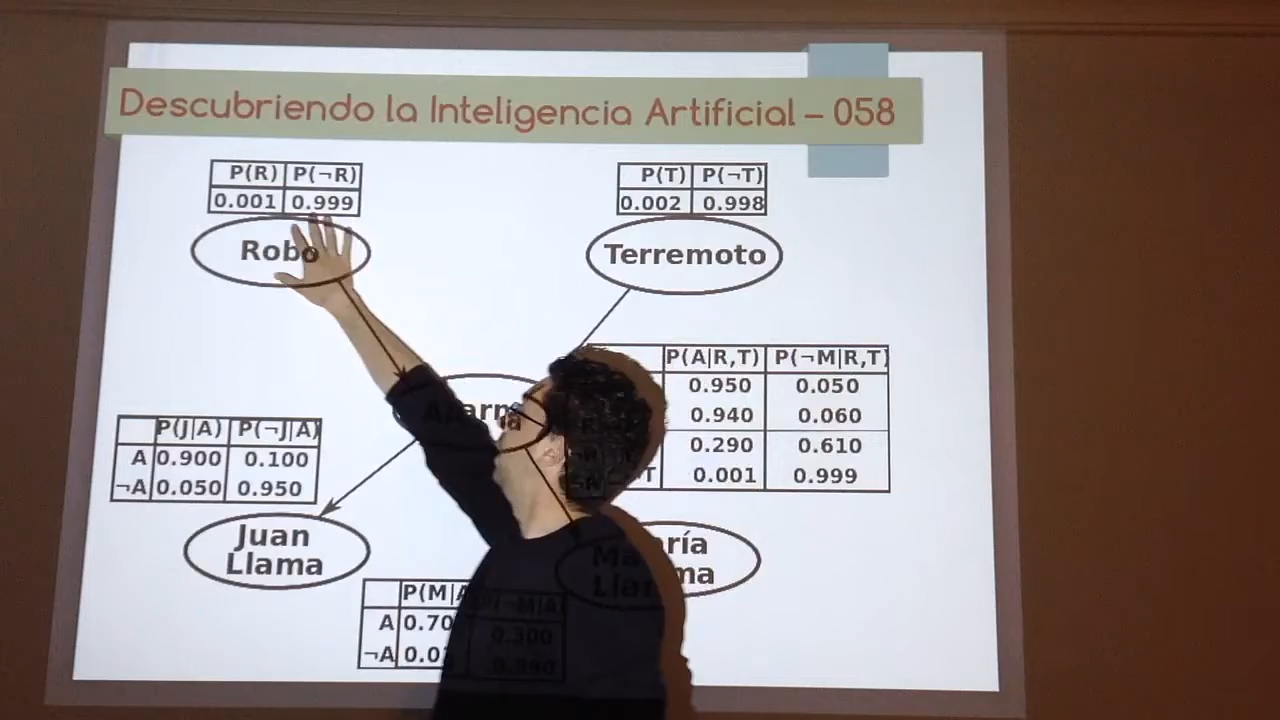 Descubriendo la Inteligencia Artificial – 058
P(R) P(¬R)
0.001 0.999
Robo
P(T) P(¬T)
0.002 0.998
Terremoto
P(A|R,T) P(¬M|R,T)
0.950 0.050
0.940 0.060
0.290 0.610
0.001 0.999
P(J|A) P(¬J|A)
A 0.900 0.100
¬A 0.050 0.950
Juan
Llama
P(¬M|A)
A 0.300
¬A